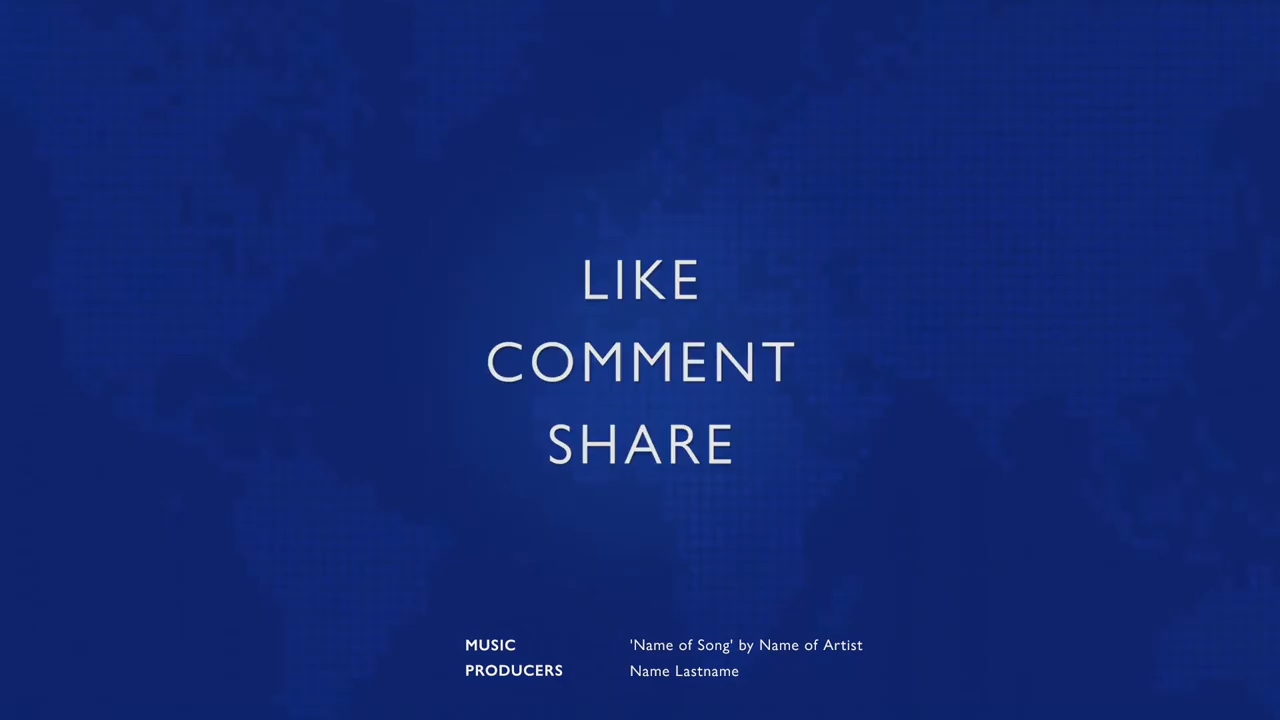 LIKE
COMMENT
SHARE
MUSIC 'Name of Song' by Name of Artist
PRODUCERS Name Lastname